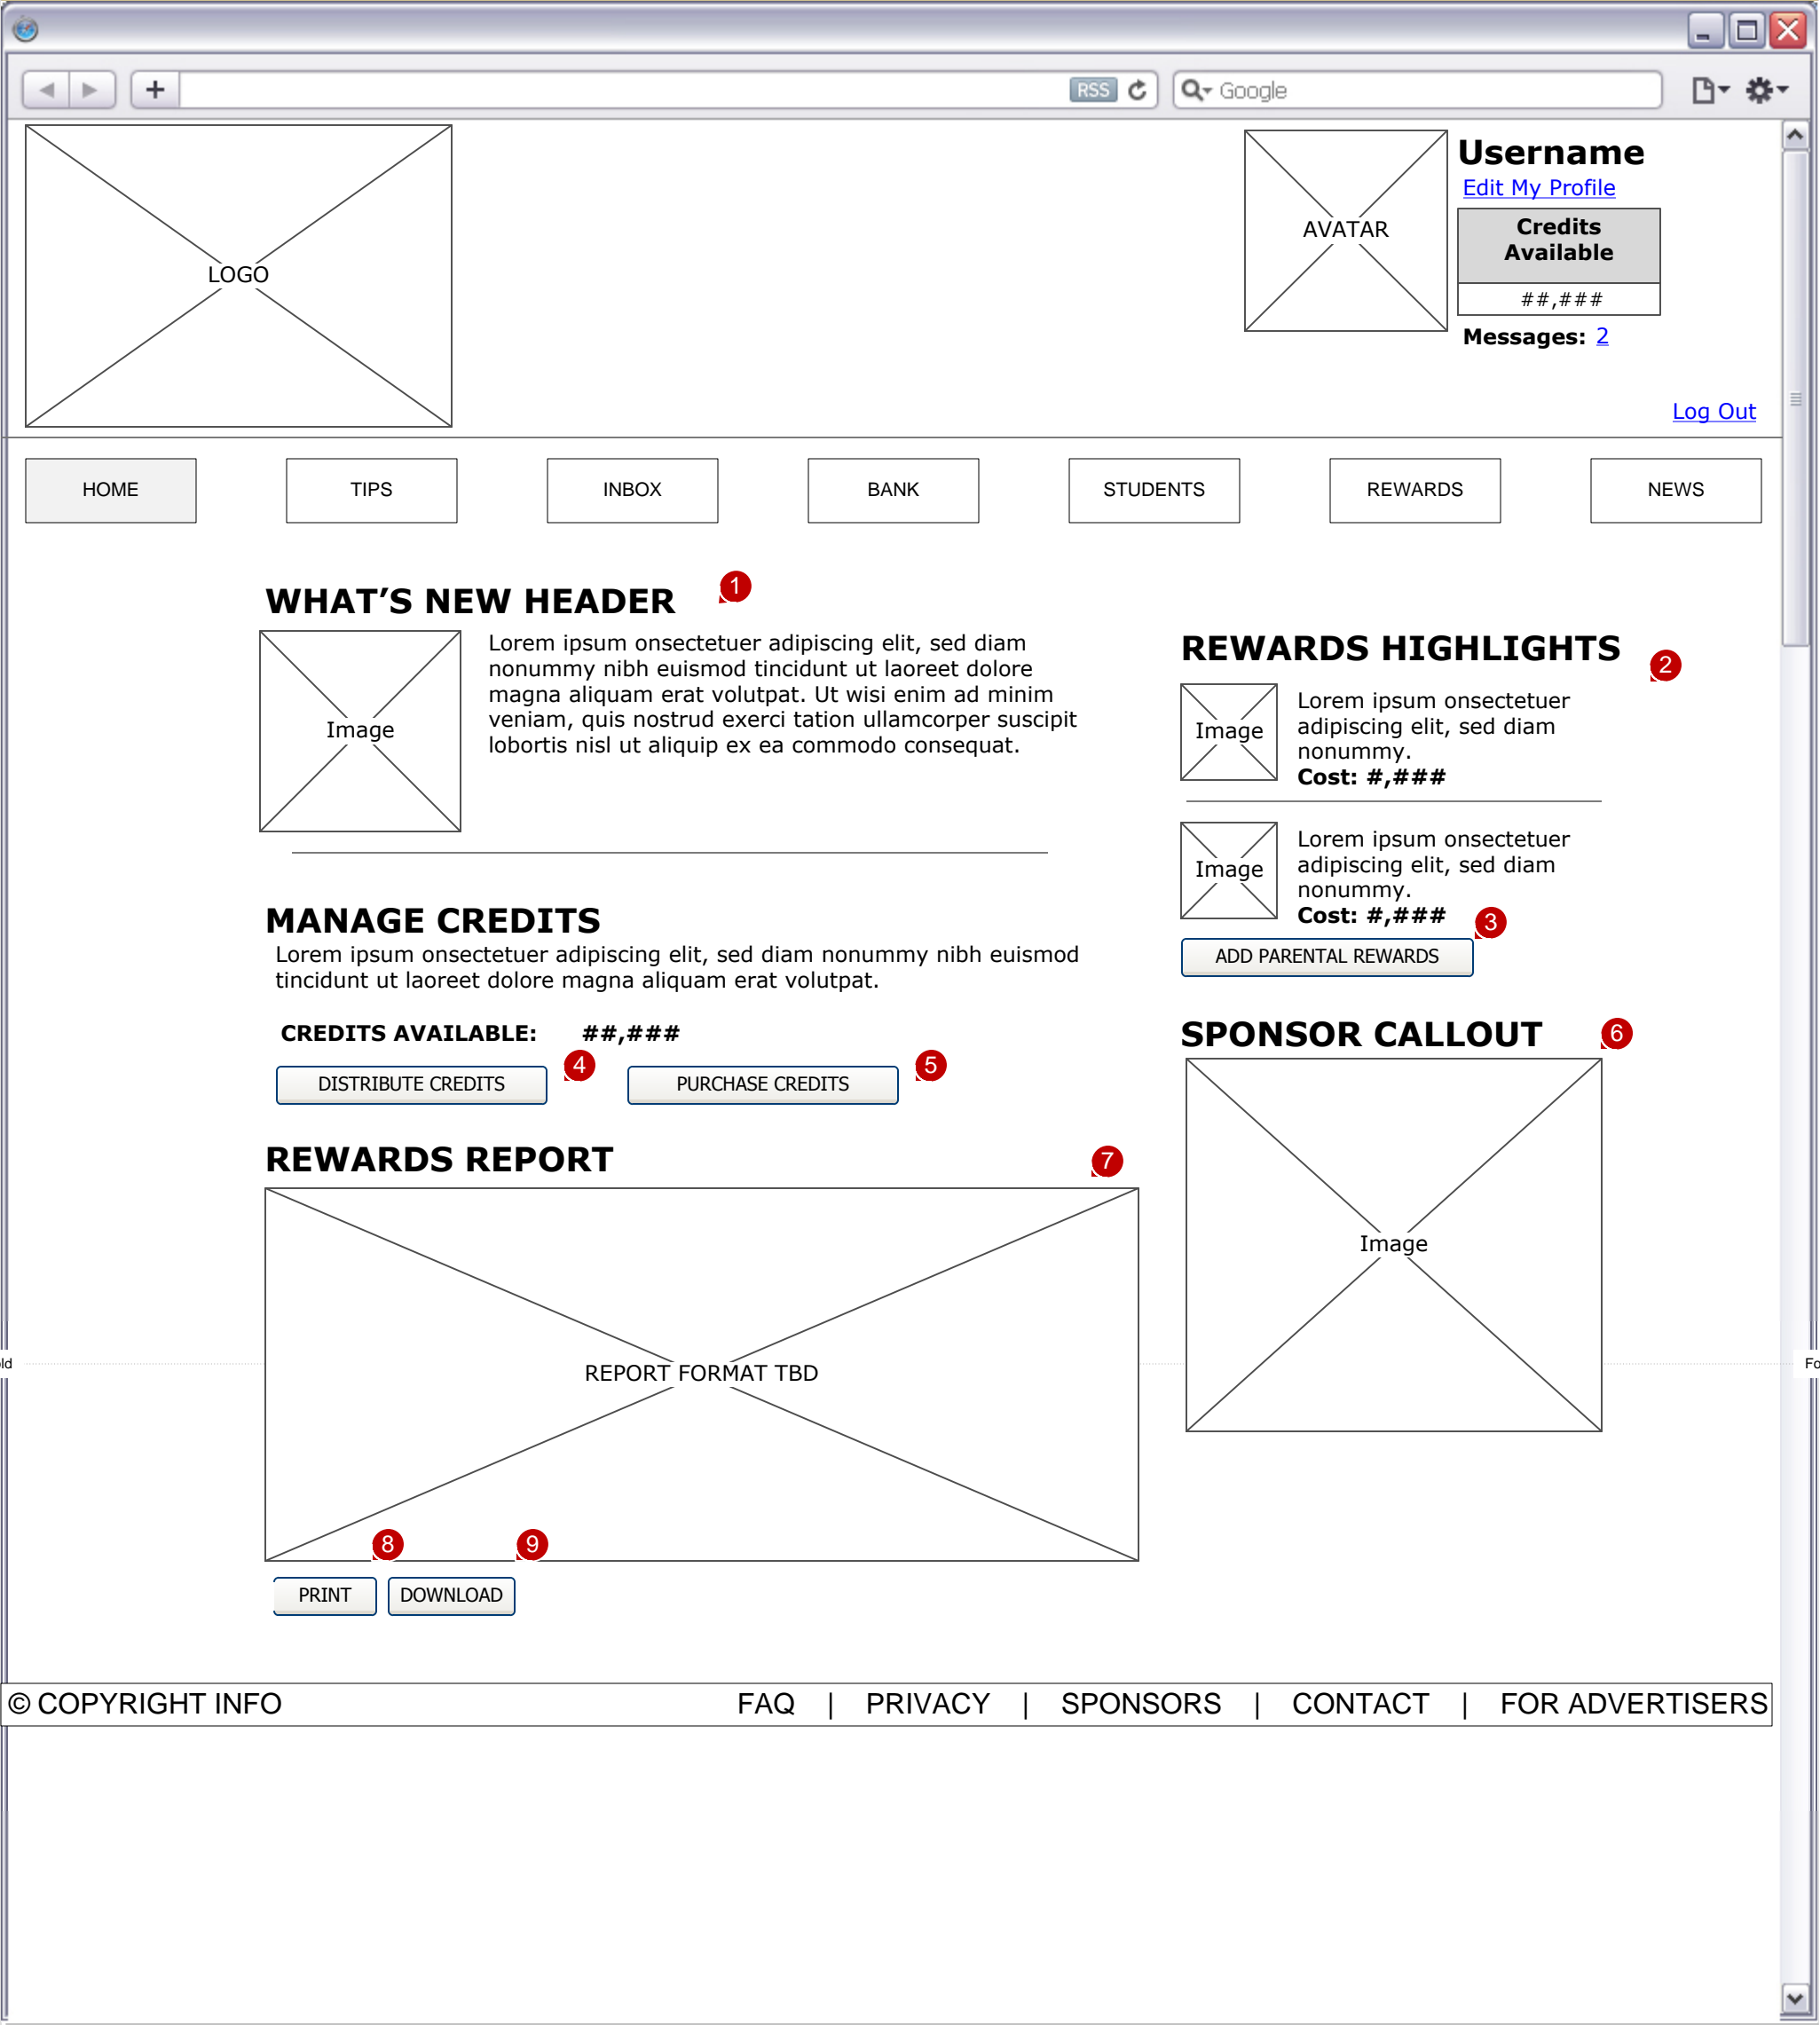 RSS
Google
LOGO
AVATAR
Username
Edit My Profile
Credits
Available
##,###
Messages: 2
Log Out
HOME
TIPS
INBOX
BANK
STUDENTS
REWARDS
NEWS
WHAT’S NEW HEADER
1
Image
Lorem ipsum onsectetuer adipiscing elit, sed diam
nonummy nibh euismod tincidunt ut laoreet dolore
magna aliquam erat volutpat. Ut wisi enim ad minim
veniam, quis nostrud exerci tation ullamcorper suscipit
lobortis nisl ut aliquip ex ea commodo consequat.
REWARDS HIGHLIGHTS
2
Image
Lorem ipsum onsectetuer
adipiscing elit, sed diam
nonummy.
Cost: #,###
Image
Lorem ipsum onsectetuer
adipiscing elit, sed diam
nonummy.
Cost: #,###
3
ADD PARENTAL REWARDS
MANAGE CREDITS
Lorem ipsum onsectetuer adipiscing elit, sed diam nonummy nibh euismod
tincidunt ut laoreet dolore magna aliquam erat volutpat.
CREDITS AVAILABLE: ##,###
DISTRIBUTE CREDITS
4
PURCHASE CREDITS
5
SPONSOR CALLOUT
6
Image
REWARDS REPORT
7
REPORT FORMAT TBD
ld
Fo
8
9
PRINT
DOWNLOAD
© COPYRIGHT INFO
FAQ | PRIVACY | SPONSORS | CONTACT | FOR ADVERTISERS